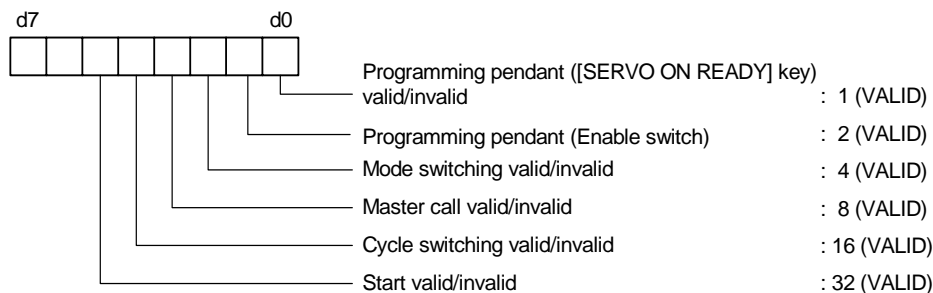 d7 d0
Programming pendant ([SERVO ON READY] key)
valid/invalid : 1 (VALID)
Programming pendant (Enable switch) : 2 (VALID)
Mode switching valid/invalid : 4 (VALID)
Master call valid/invalid : 8 (VALID)
Cycle switching valid/invalid : 16 (VALID)
Start valid/invalid : 32 (VALID)